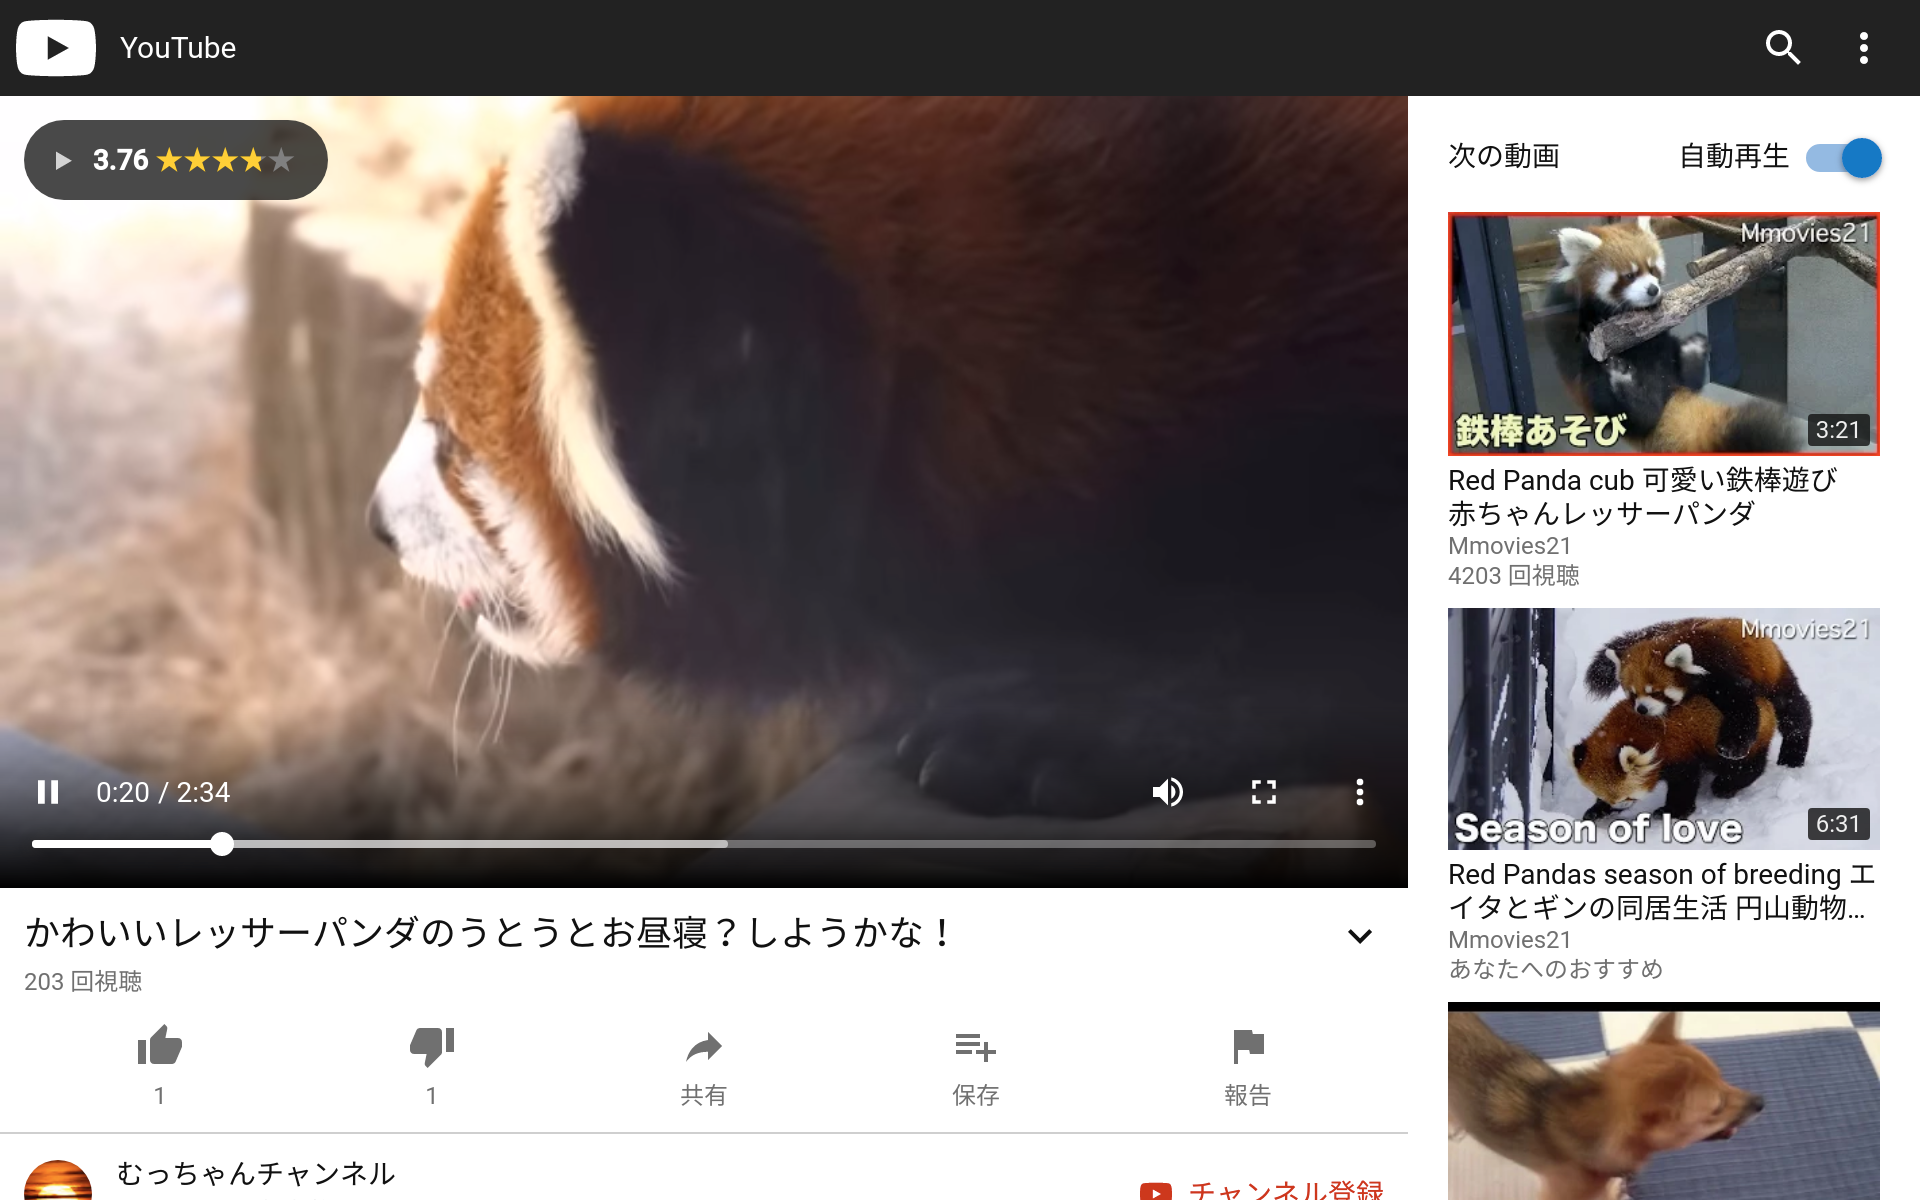 YouTube
3.76
0:20 / 2:34
かわいいレッサーパンダのうとうとお昼寝？しようかな！
203 回視聴
1
1
共有
保存
報告
むっちゃんチャンネル
チャンネル登録
次の動画
自動再生
Mmovies21
鉄棒あそび
3:21
Red Panda cub 可愛い鉄棒遊び
赤ちゃんレッサーパンダ
Mmovies21
4203 回視聴
Mmovies21
Season of love
6:31
Red Pandas season of breeding エ
イタとギンの同居生活 円山動物...
Mmovies21
あなたへのおすすめ